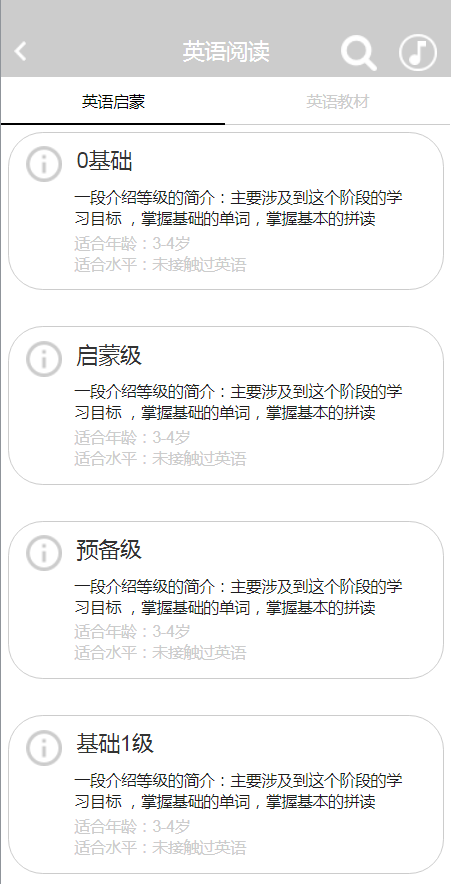 英语阅读
英语启蒙 英语教材
0基础
一段介绍等级的简介：主要涉及到这个阶段的学
习目标 ，掌握基础的单词，掌握基本的拼读
适合年龄：3-4岁
适合水平：未接触过英语
启蒙级
一段介绍等级的简介：主要涉及到这个阶段的学
习目标 ，掌握基础的单词，掌握基本的拼读
适合年龄：3-4岁
适合水平：未接触过英语
预备级
一段介绍等级的简介：主要涉及到这个阶段的学
习目标 ，掌握基础的单词，掌握基本的拼读
适合年龄：3-4岁
适合水平：未接触过英语
基础1级
一段介绍等级的简介：主要涉及到这个阶段的学
习目标 ，掌握基础的单词，掌握基本的拼读
适合年龄：3-4岁
适合水平：未接触过英语